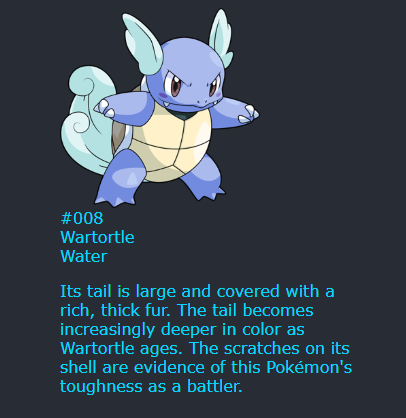 #008
Wartortle
Water
Its tail is large and covered with a
rich, thick fur. The tail becomes
increasingly deeper in color as
Wartortle ages. The scratches on its
shell are evidence of this Pokémon's
toughness as a battler.